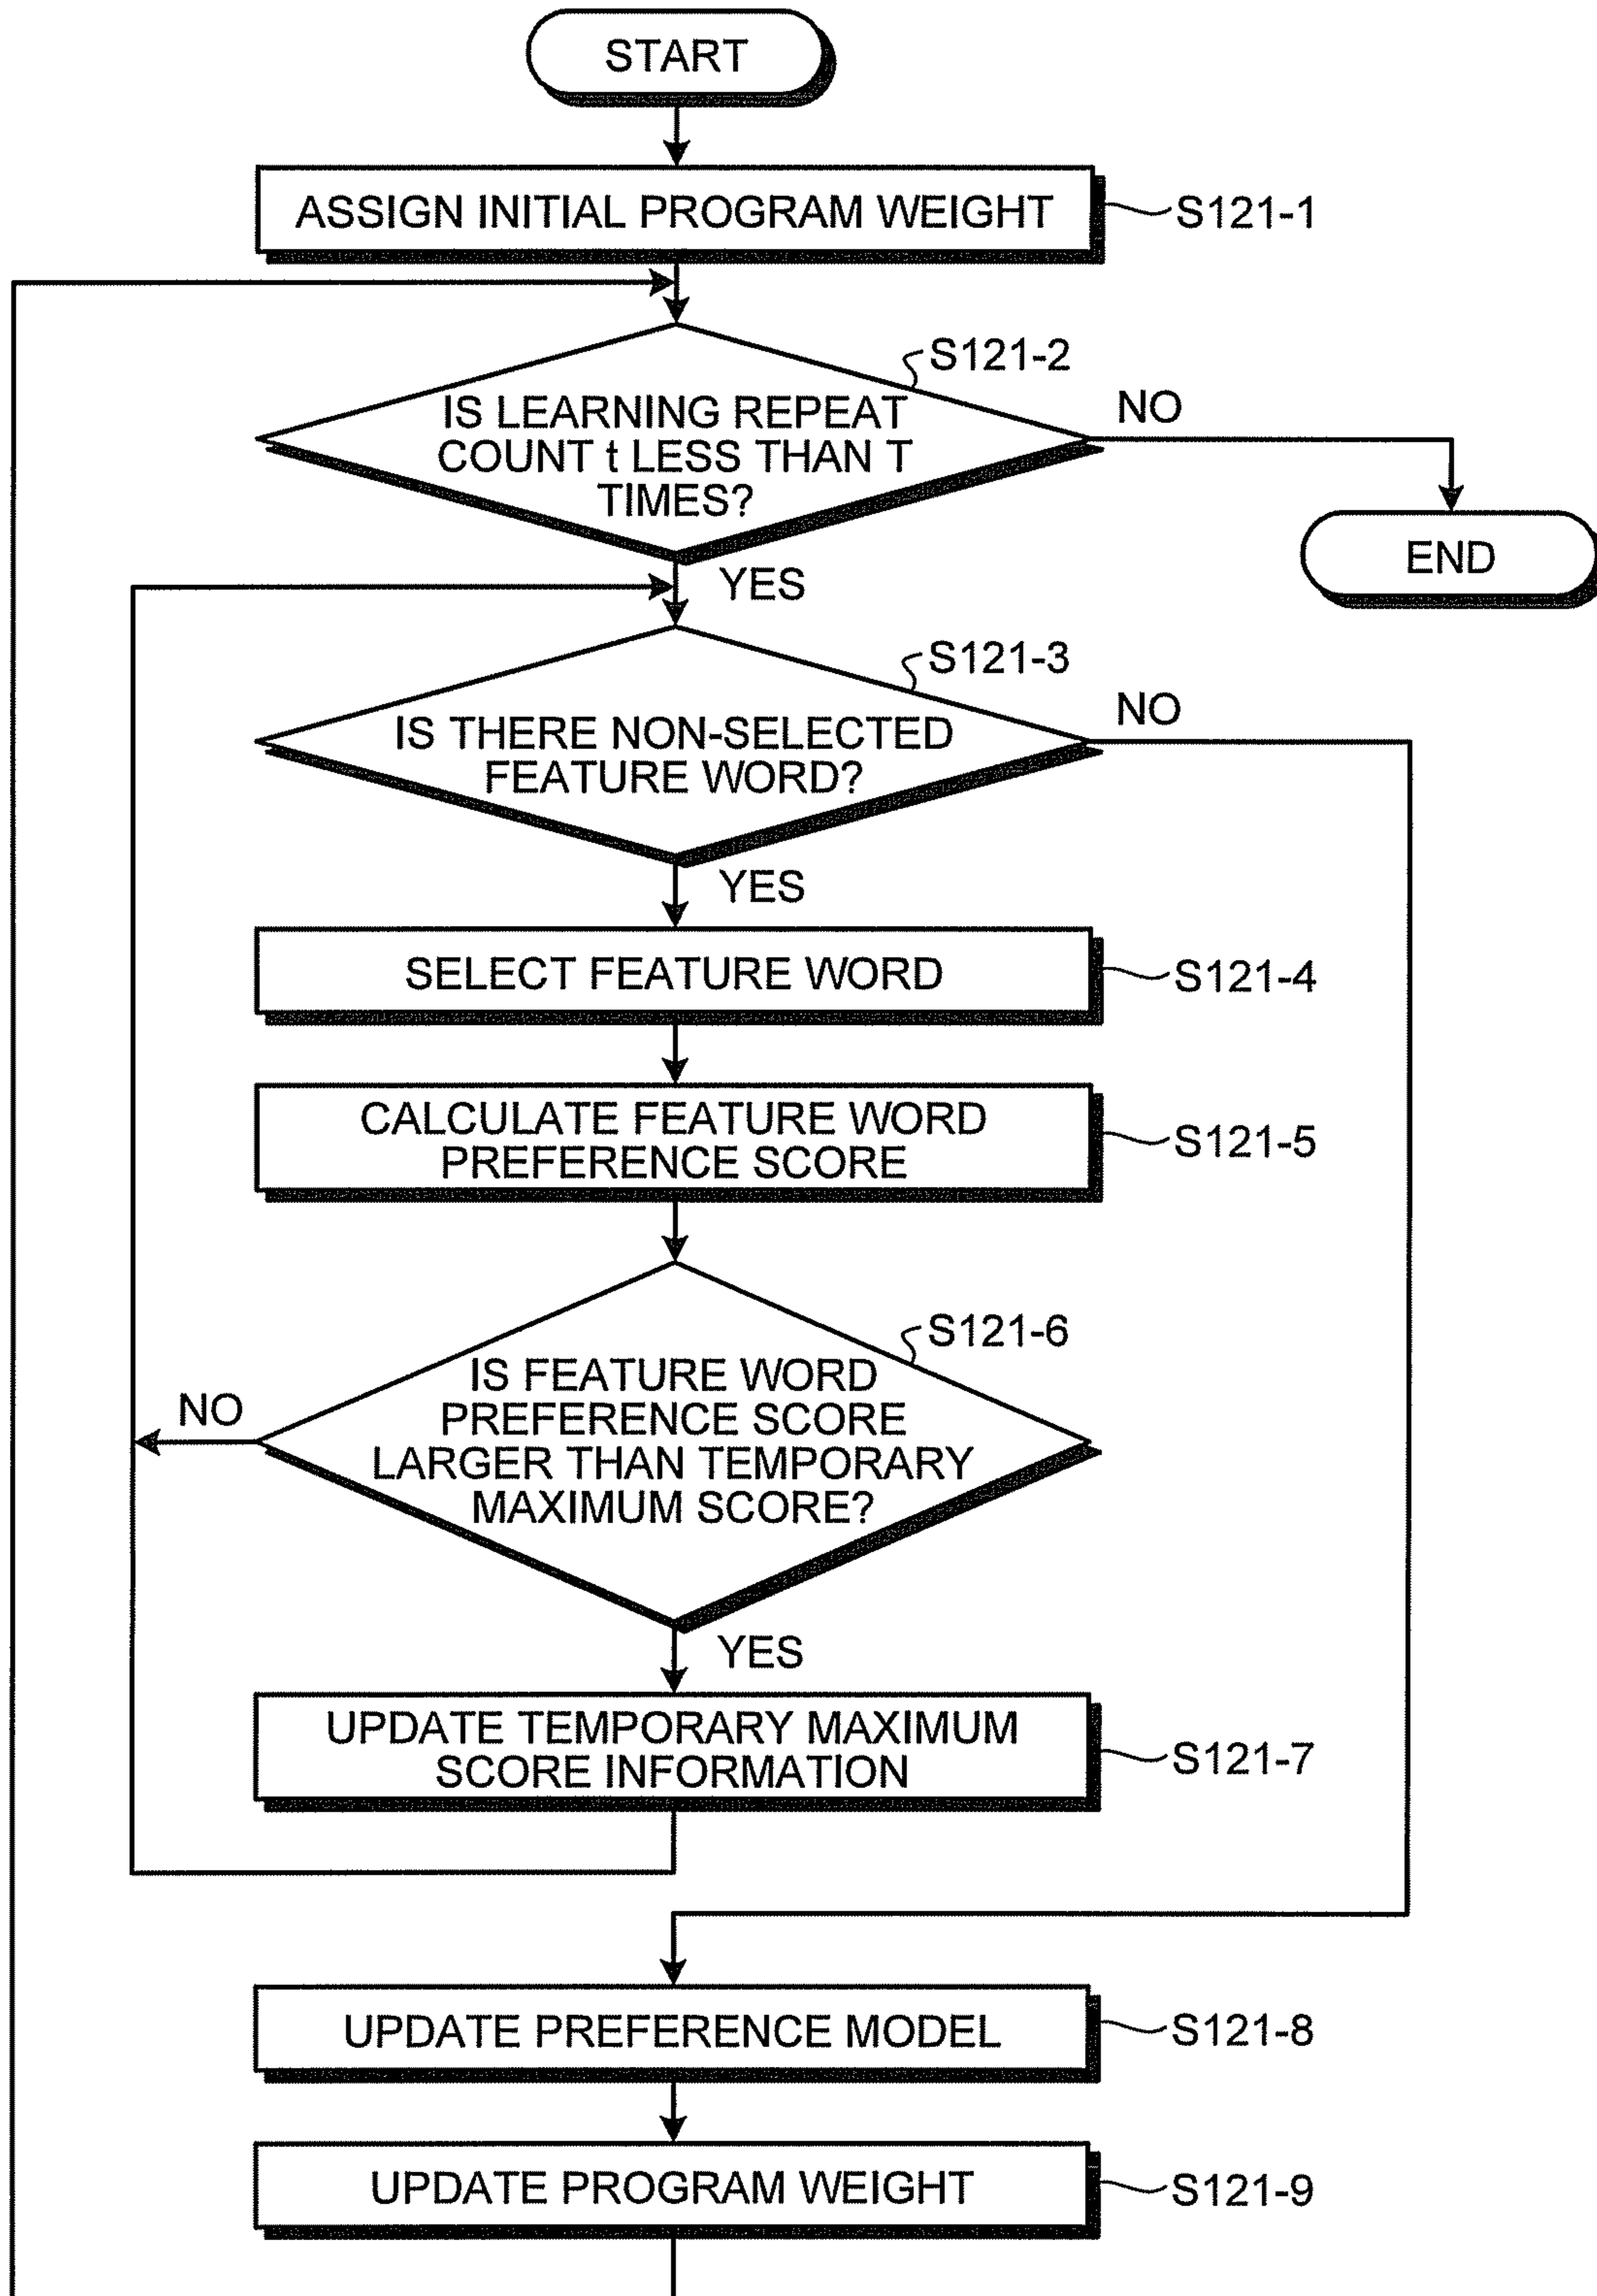 START
ASSIGN INITIAL PROGRAM WEIGHT
S121-1
S121-2
IS LEARNING REPEAT
COUNT t LESS THAN T
TIMES?
NO
END
YES
S121-3
IS THERE NON-SELECTED
FEATURE WORD?
NO
YES
SELECT FEATURE WORD
S121-4
CALCULATE FEATURE WORD
PREFERENCE SCORE
S121-5
S121-6
IS FEATURE WORD
PREFERENCE SCORE
LARGER THAN TEMPORARY
MAXIMUM SCORE?
NO
YES
UPDATE TEMPORARY MAXIMUM
SCORE INFORMATION
S121-7
UPDATE PREFERENCE MODEL
S121-8
UPDATE PROGRAM WEIGHT
S121-9